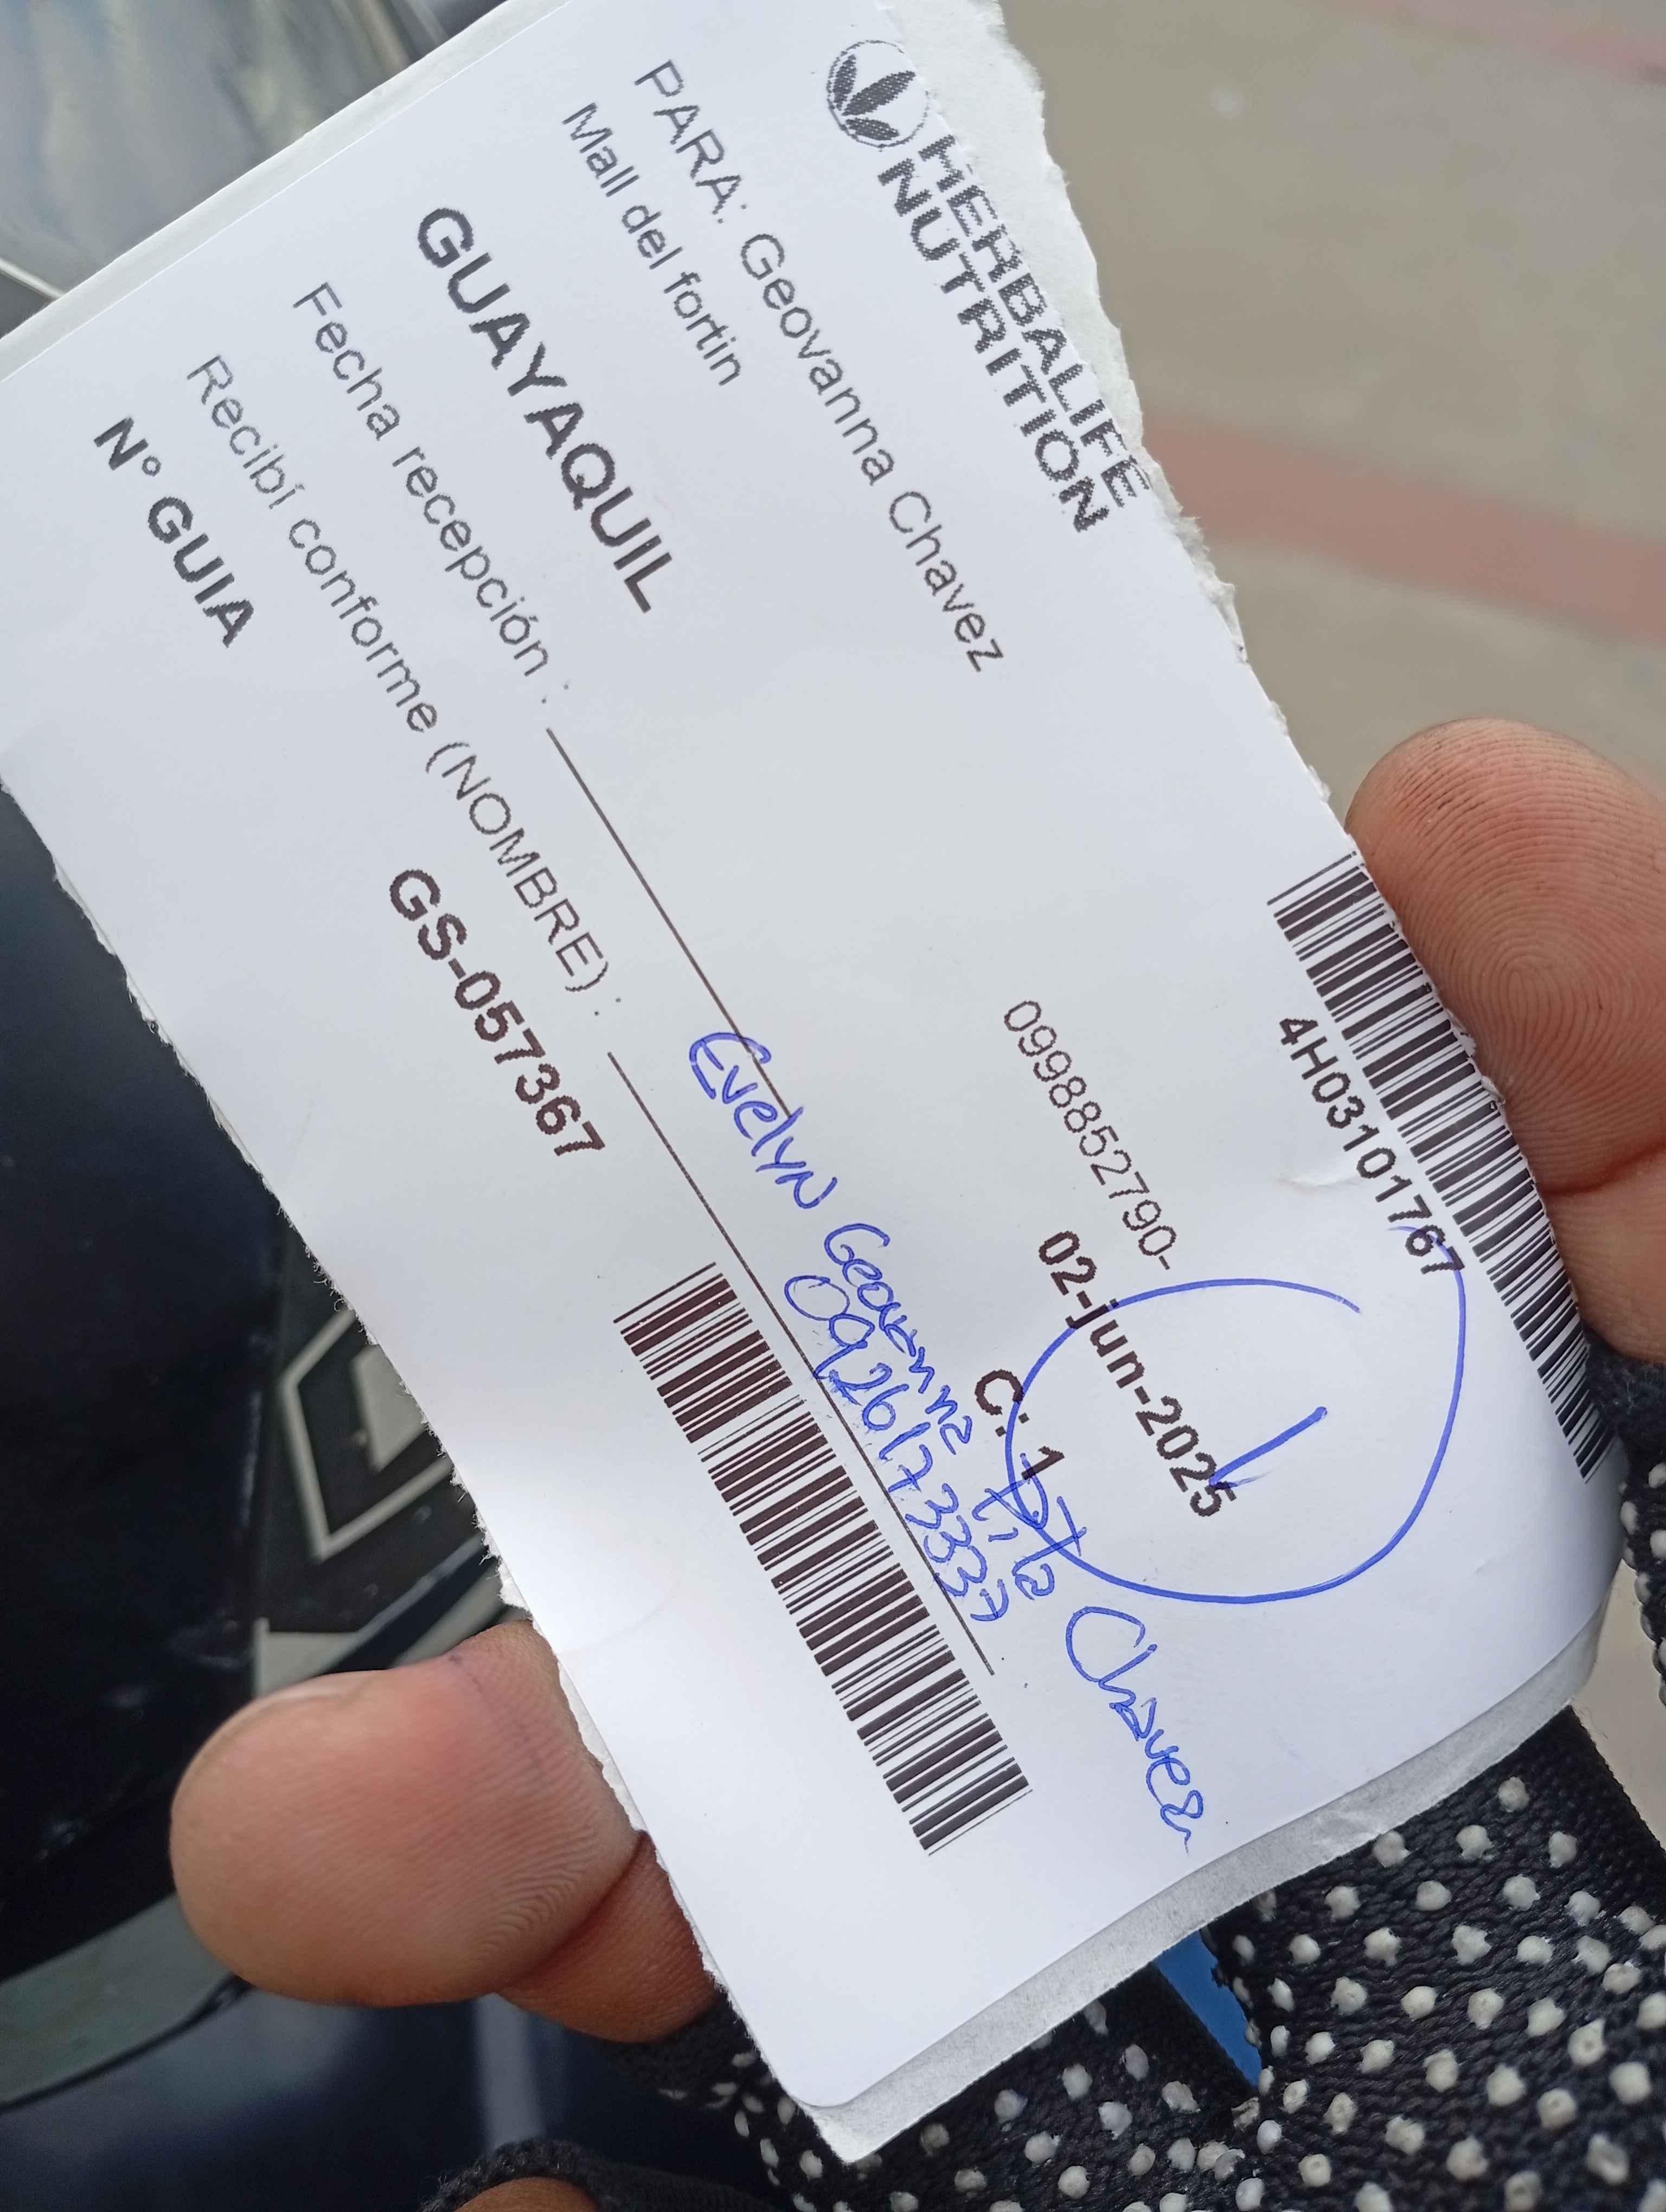 HERBALIFE
NUTRITION
4H03101767
PARA: Geovanna Chavez
0998852790-
02-jun-2025
Mall del fortin
GUAYAQUIL
C: 1
1
Fecha recepción :
Evelyn Geovanna Chavez
Recibí conforme (NOMBRE) :
0926173337
N° GUIA
GS-057367